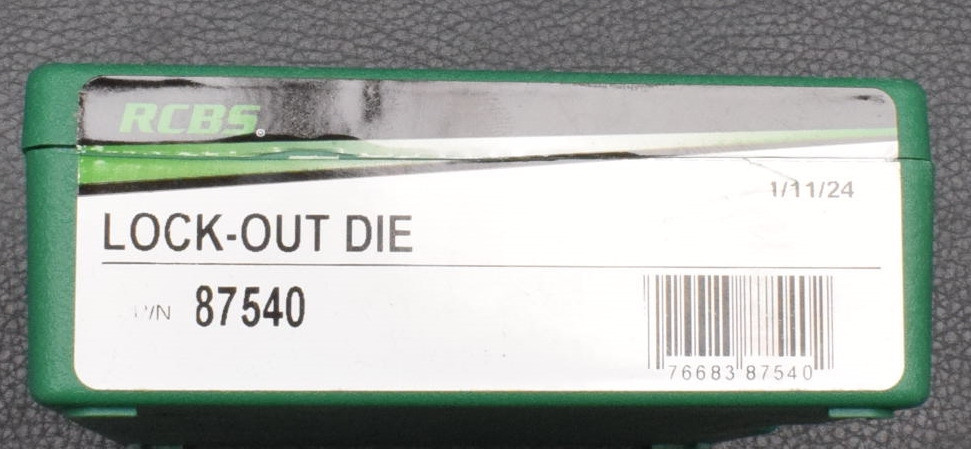 RCBS®
1/11/24
LOCK-OUT DIE
P/N 87540
76683 87540